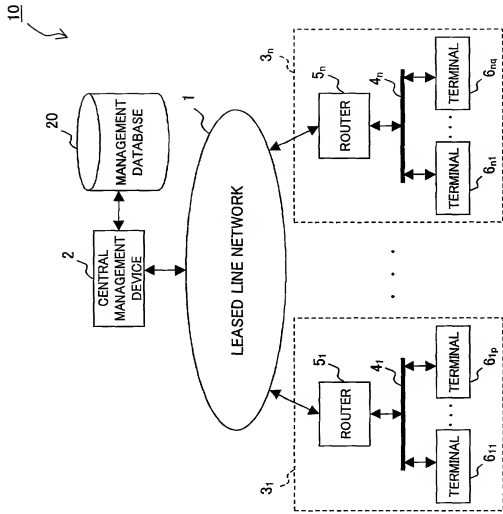 10
20
MANAGEMENT
DATABASE
2
CENTRAL
MANAGEMENT
DEVICE
1
LEASED LINE NETWORK
3₁
5₁
ROUTER
4₁
TERMINAL
6₁₁
. . .
TERMINAL
6₁ₚ
. . .
3ₙ
5ₙ
ROUTER
4ₙ
TERMINAL
6ₙ₁
. . .
TERMINAL
6nq